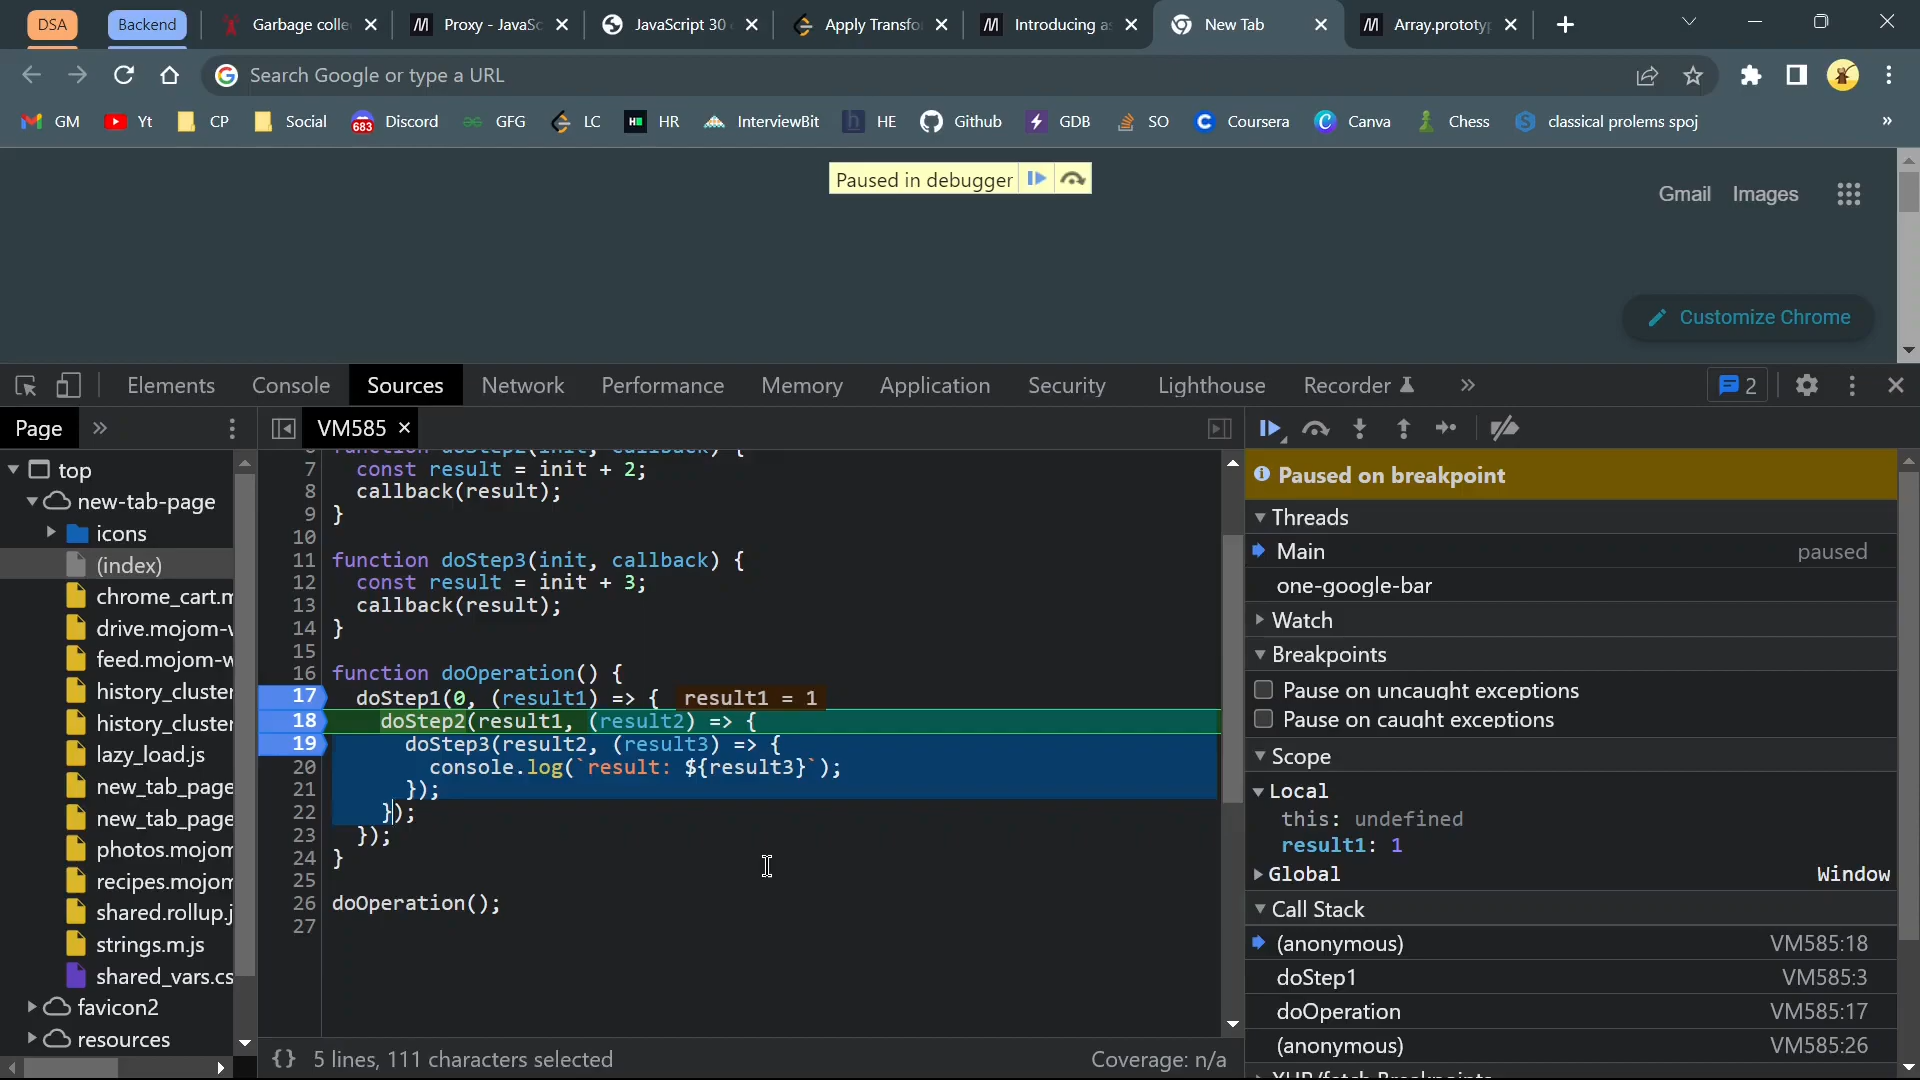 DSA
Backend
Garbage colle
Proxy - JavaSc
JavaScript 30
Apply Transfo
Introducing as
New Tab
Array.prototyp
Search Google or type a URL
GM
Yt
CP
Social
683
Discord
GFG
LC
HR
InterviewBit
HE
Github
GDB
SO
Coursera
Canva
Chess
classical prolems spoj
»
Paused in debugger
Gmail
Images
Customize Chrome
Elements
Console
Sources
Network
Performance
Memory
Application
Security
Lighthouse
Recorder
»
2
Page
»
VM585
top
new-tab-page
icons
(index)
chrome_cart.m
drive.mojom-w
feed.mojom-w
history_cluster
history_cluster
lazy_load.js
new_tab_page
new_tab_page
photos.mojom
recipes.mojom
shared.rollup.j
strings.m.js
shared_vars.cs
favicon2
resources
7 const result = init + 2;
8 callback(result);
9 }
10
11 function doStep3(init, callback) {
12 const result = init + 3;
13 callback(result);
14 }
15
16 function doOperation() {
17 doStep1(0, (result1) => { result1 = 1
18 doStep2(result1, (result2) => {
19 doStep3(result2, (result3) => {
20 console.log(`result: ${result3}`);
21 });
22 });
23 });
24 }
25
26 doOperation();
27
{} 5 lines, 111 characters selected
Coverage: n/a
Paused on breakpoint
Threads
Main paused
one-google-bar
Watch
Breakpoints
Pause on uncaught exceptions
Pause on caught exceptions
Scope
Local
this: undefined
result1: 1
Global Window
Call Stack
(anonymous) VM585:18
doStep1 VM585:3
doOperation VM585:17
(anonymous) VM585:26